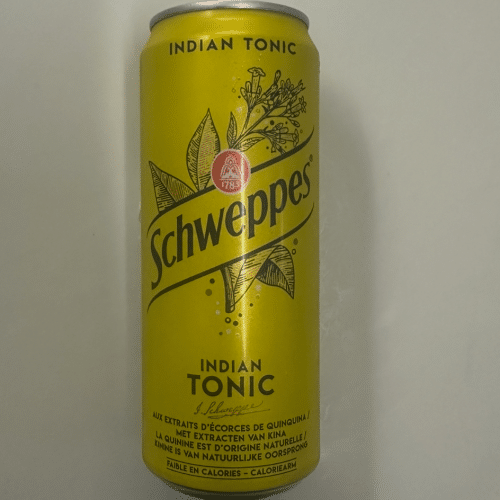 INDIAN TONIC
1783
Schweppes®
INDIAN
TONIC
J. Schweppe
AUX EXTRAITS D'ÉCORCES DE QUINQUINA /
MET EXTRACTEN VAN KINA
LA QUININE EST D'ORIGINE NATURELLE /
KININE IS VAN NATUURLIJKE OORSPRONG
FAIBLE EN CALORIES – CALORIEARM